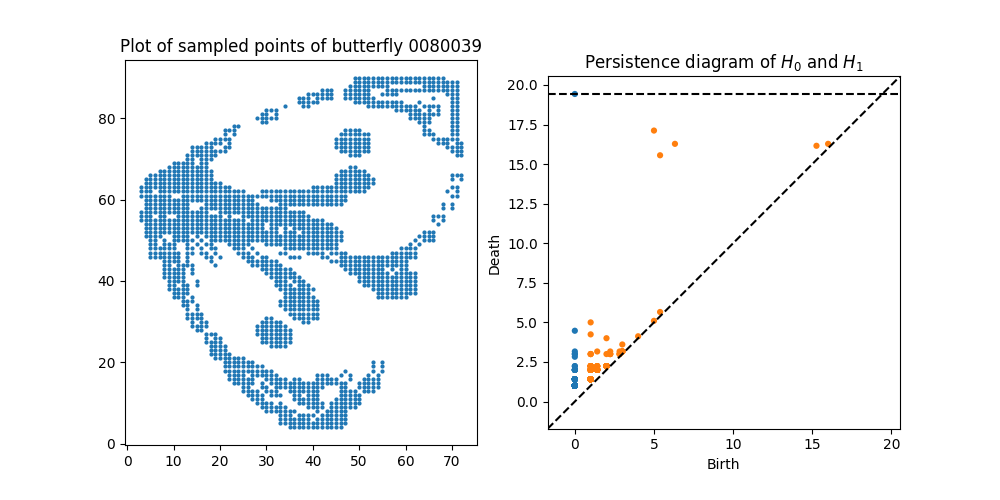 Plot of sampled points of butterfly 0080039
80
60
40
20
0
0 10 20 30 40 50 60 70
Persistence diagram of $H_0$ and $H_1$
20.0
17.5
15.0
12.5
10.0
7.5
5.0
2.5
0.0
Death
0 5 10 15 20
Birth